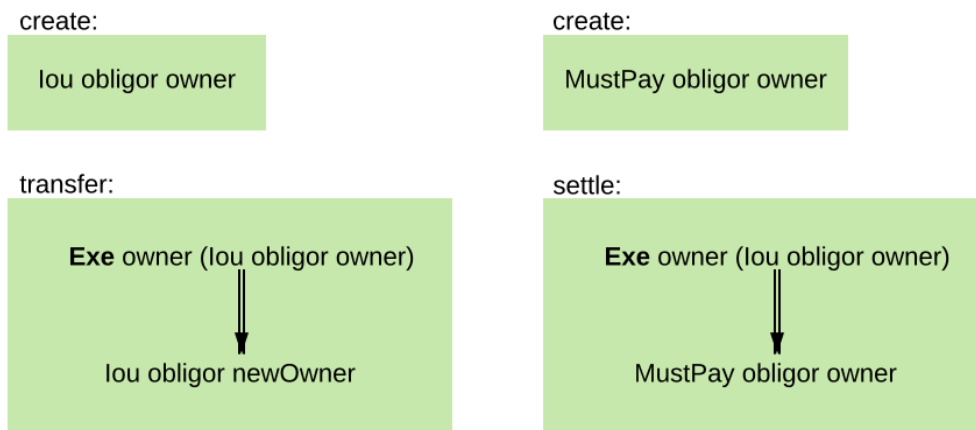 create:
Iou obligor owner
create:
MustPay obligor owner
transfer:
Exe owner (Iou obligor owner)
Iou obligor newOwner
settle:
Exe owner (Iou obligor owner)
MustPay obligor owner